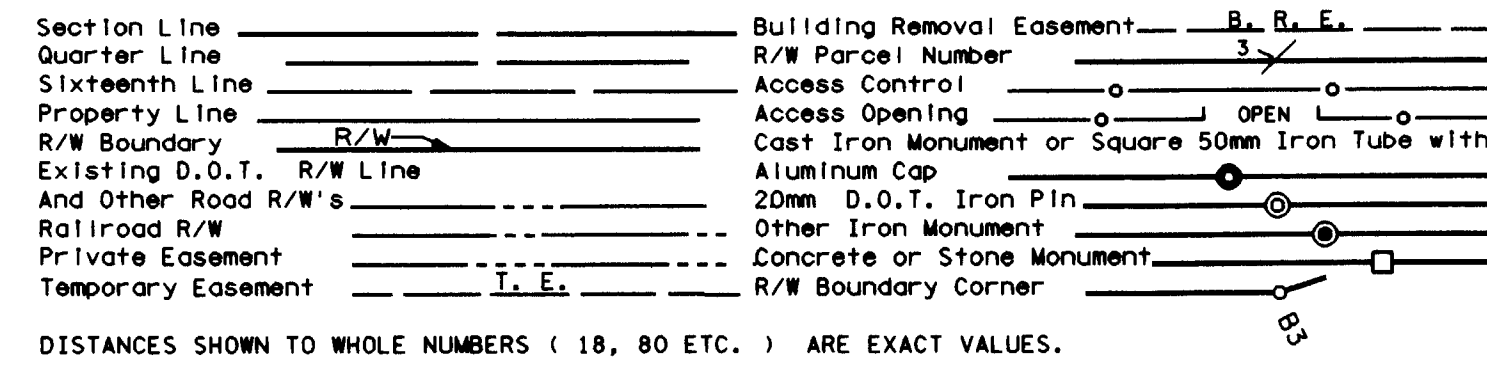 Section Line
Quarter Line
Sixteenth Line
Property Line
R/W Boundary R/W
Existing D.O.T. R/W Line
And Other Road R/W's
Railroad R/W
Private Easement
Temporary Easement T. E.
Building Removal Easement B. R. E.
R/W Parcel Number 3
Access Control
Access Opening OPEN
Cast Iron Monument or Square 50mm Iron Tube with
Aluminum Cap
20mm D.O.T. Iron Pin
Other Iron Monument
Concrete or Stone Monument
R/W Boundary Corner
B3
DISTANCES SHOWN TO WHOLE NUMBERS ( 18, 80 ETC. ) ARE EXACT VALUES.